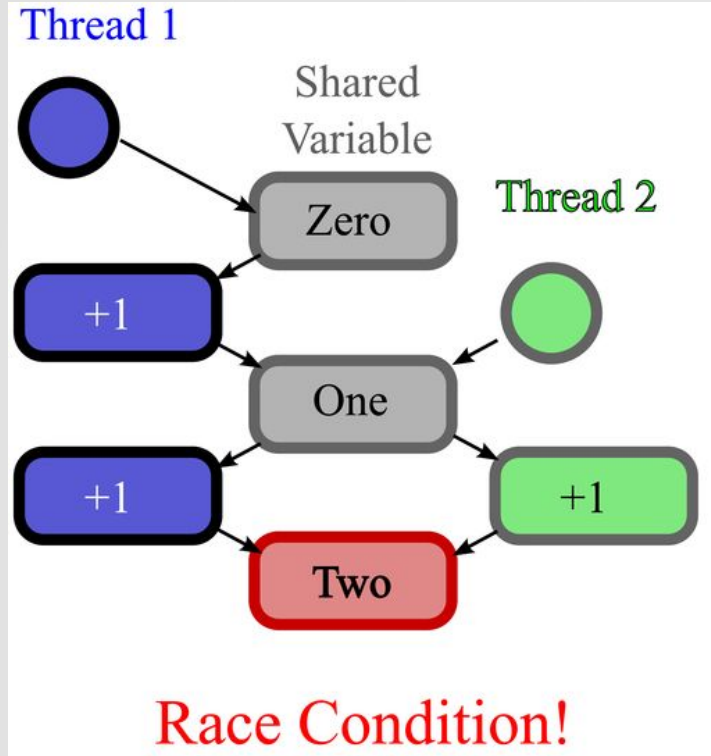 Thread 1
Shared
Variable
Zero
Thread 2
+1
One
+1
+1
Two
Race Condition!